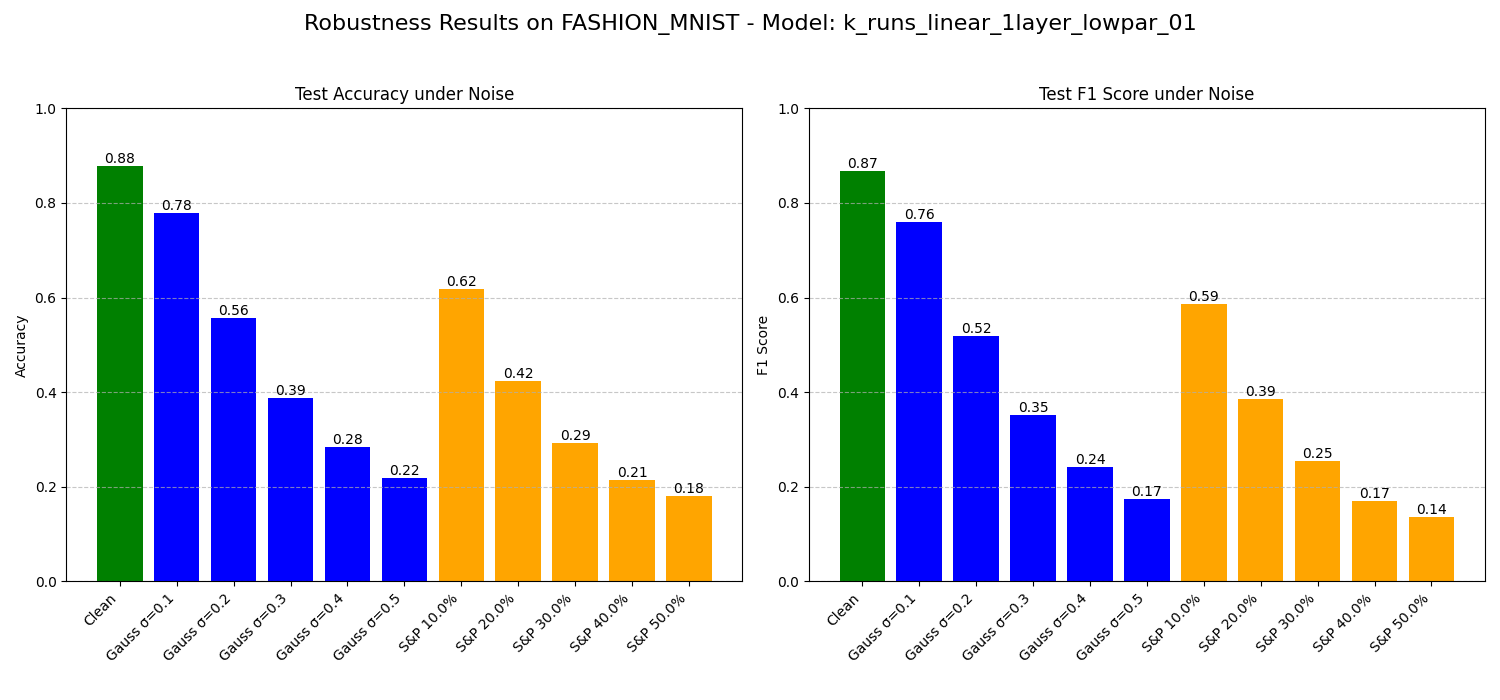 Robustness Results on FASHION_MNIST - Model: k_runs_linear_1layer_lowpar_01
Test Accuracy under Noise
Accuracy
1.0
0.8
0.6
0.4
0.2
0.0
0.88
0.78
0.56
0.39
0.28
0.22
0.62
0.42
0.29
0.21
0.18
Clean
Gauss σ=0.1
Gauss σ=0.2
Gauss σ=0.3
Gauss σ=0.4
Gauss σ=0.5
S&P 10.0%
S&P 20.0%
S&P 30.0%
S&P 40.0%
S&P 50.0%
Test F1 Score under Noise
F1 Score
1.0
0.8
0.6
0.4
0.2
0.0
0.87
0.76
0.52
0.35
0.24
0.17
0.59
0.39
0.25
0.17
0.14
Clean
Gauss σ=0.1
Gauss σ=0.2
Gauss σ=0.3
Gauss σ=0.4
Gauss σ=0.5
S&P 10.0%
S&P 20.0%
S&P 30.0%
S&P 40.0%
S&P 50.0%